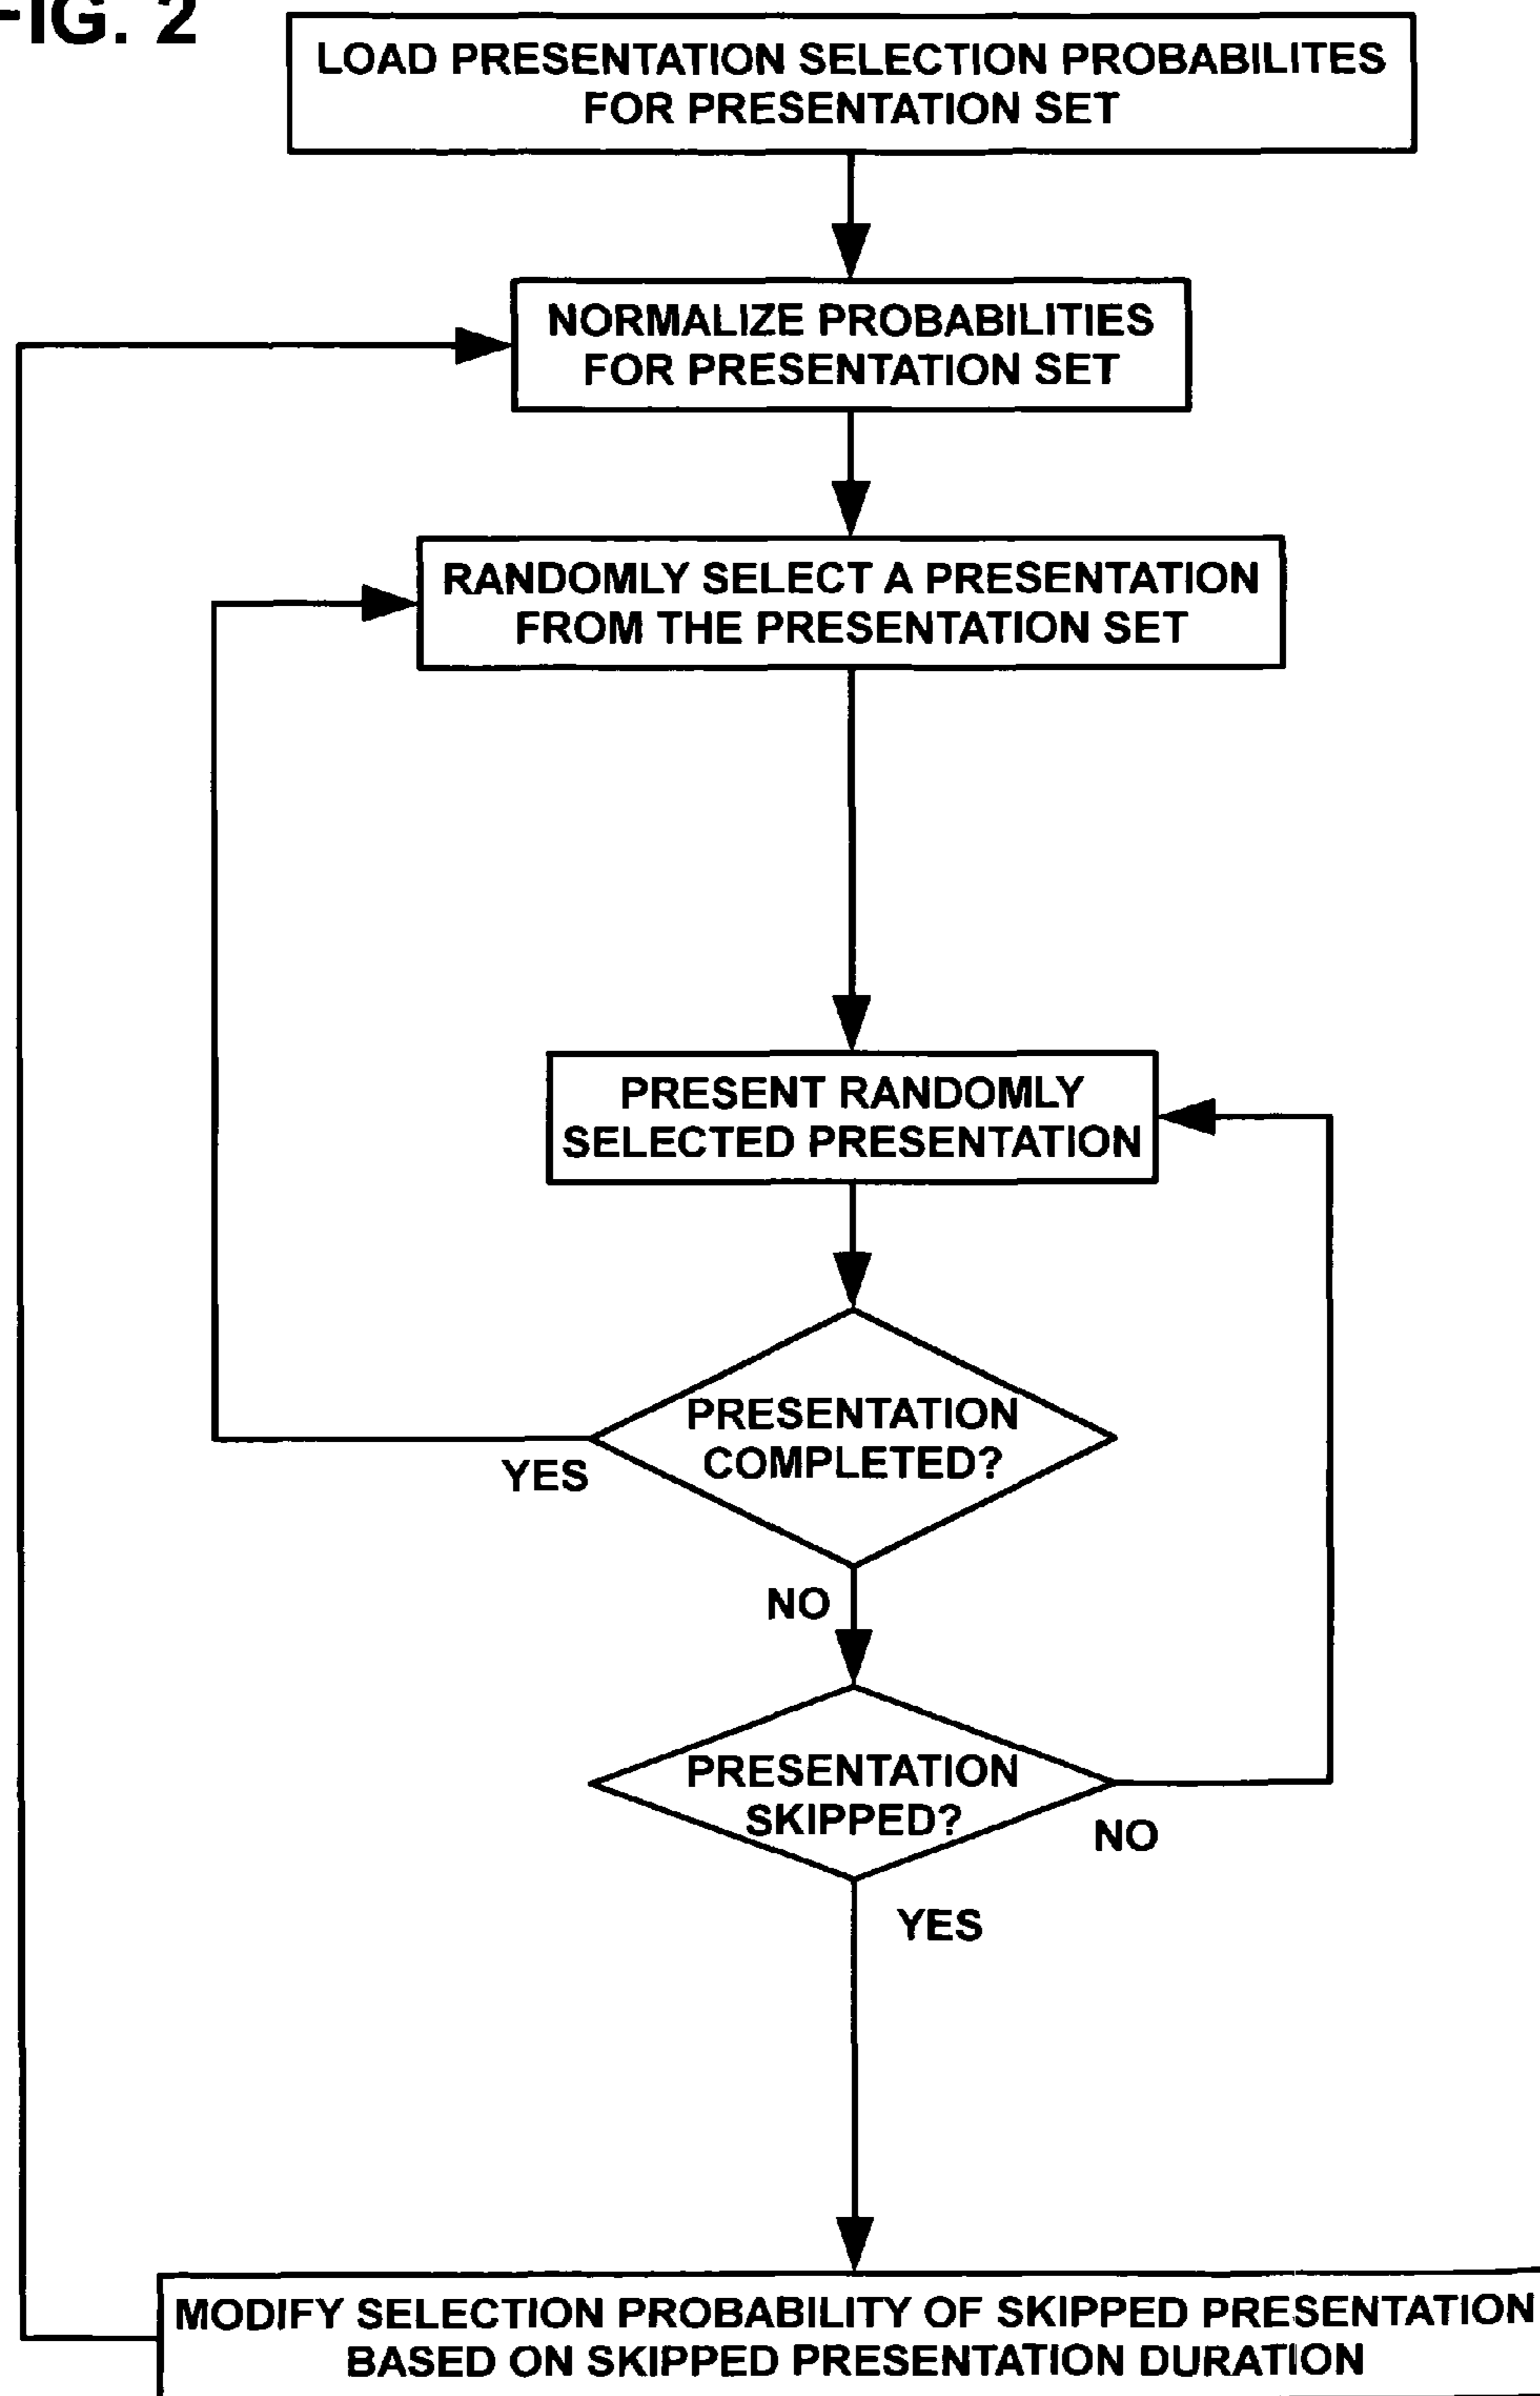 FIG. 2
LOAD PRESENTATION SELECTION PROBABILITES
FOR PRESENTATION SET
NORMALIZE PROBABILITIES
FOR PRESENTATION SET
RANDOMLY SELECT A PRESENTATION
FROM THE PRESENTATION SET
PRESENT RANDOMLY
SELECTED PRESENTATION
PRESENTATION
COMPLETED?
YES
NO
PRESENTATION
SKIPPED?
NO
YES
MODIFY SELECTION PROBABILITY OF SKIPPED PRESENTATION
BASED ON SKIPPED PRESENTATION DURATION